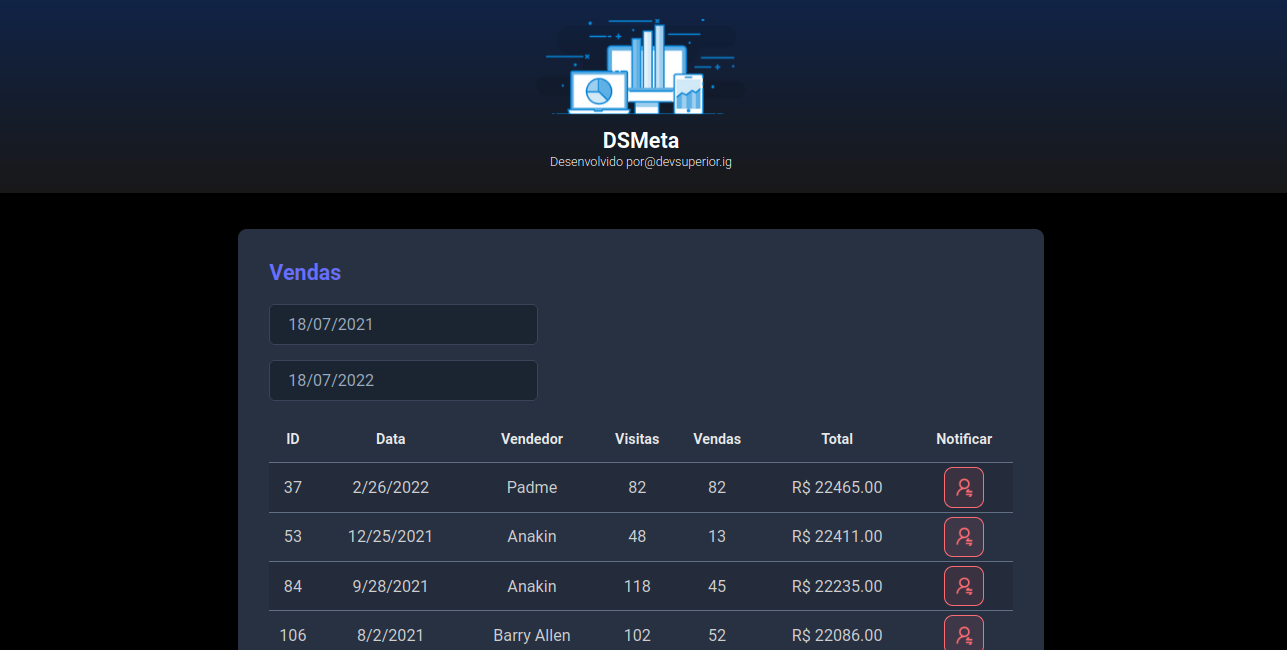 DSMeta
Desenvolvido por@devsuperior.ig
Vendas
18/07/2021
18/07/2022
ID Data Vendedor Visitas Vendas Total Notificar
37 2/26/2022 Padme 82 82 R$ 22465.00
53 12/25/2021 Anakin 48 13 R$ 22411.00
84 9/28/2021 Anakin 118 45 R$ 22235.00
106 8/2/2021 Barry Allen 102 52 R$ 22086.00